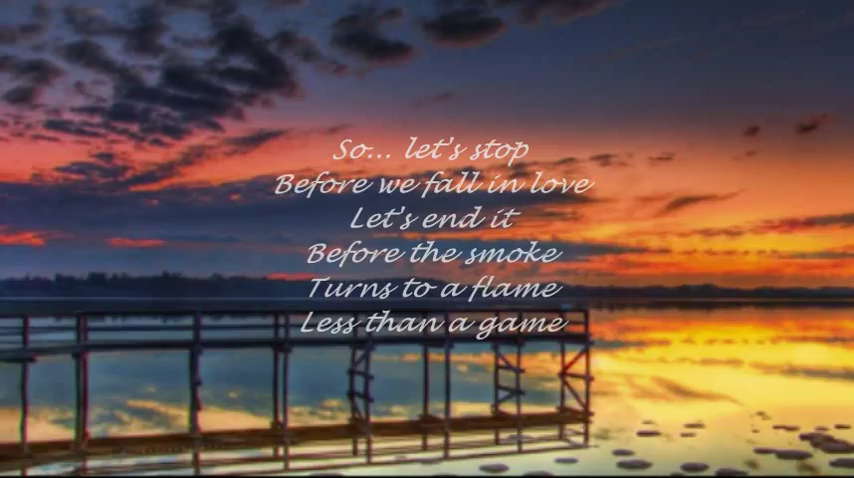 So... let's stop
Before we fall in love
Let's end it
Before the smoke
Turns to a flame
Less than a game